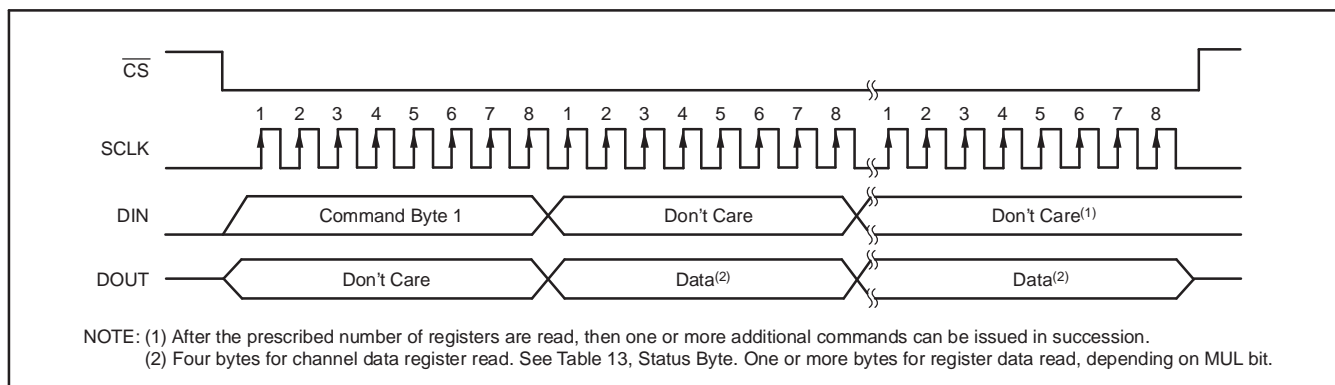 CS
1 2 3 4 5 6 7 8 1 2 3 4 5 6 7 8 1 2 3 4 5 6 7 8
SCLK
DIN Command Byte 1 Don't Care Don't Care(1)
DOUT Don't Care Data(2) Data(2)
NOTE: (1) After the prescribed number of registers are read, then one or more additional commands can be issued in succession.
(2) Four bytes for channel data register read. See Table 13, Status Byte. One or more bytes for register data read, depending on MUL bit.